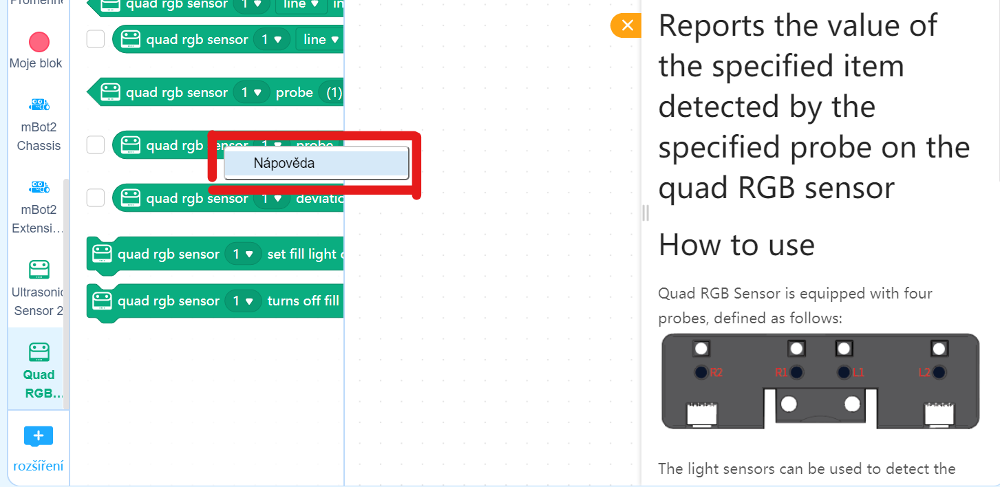 Proměnné
Moje blok
mBot2
Chassis
mBot2
Extensi...
Ultrasonic
Sensor 2
Quad
RGB...
+
rozšíření
quad rgb sensor 1 ▼ line ▼ in
quad rgb sensor 1 ▼ line ▼
quad rgb sensor 1 ▼ probe (1)
quad rgb sensor 1 ▼ probe
Nápověda
quad rgb sensor 1 ▼ deviatio
quad rgb sensor 1 ▼ set fill light c
quad rgb sensor 1 ▼ turns off fill
Reports the value of
the specified item
detected by the
specified probe on the
quad RGB sensor
How to use
Quad RGB Sensor is equipped with four
probes, defined as follows:
R2 R1 L1 L2
The light sensors can be used to detect the